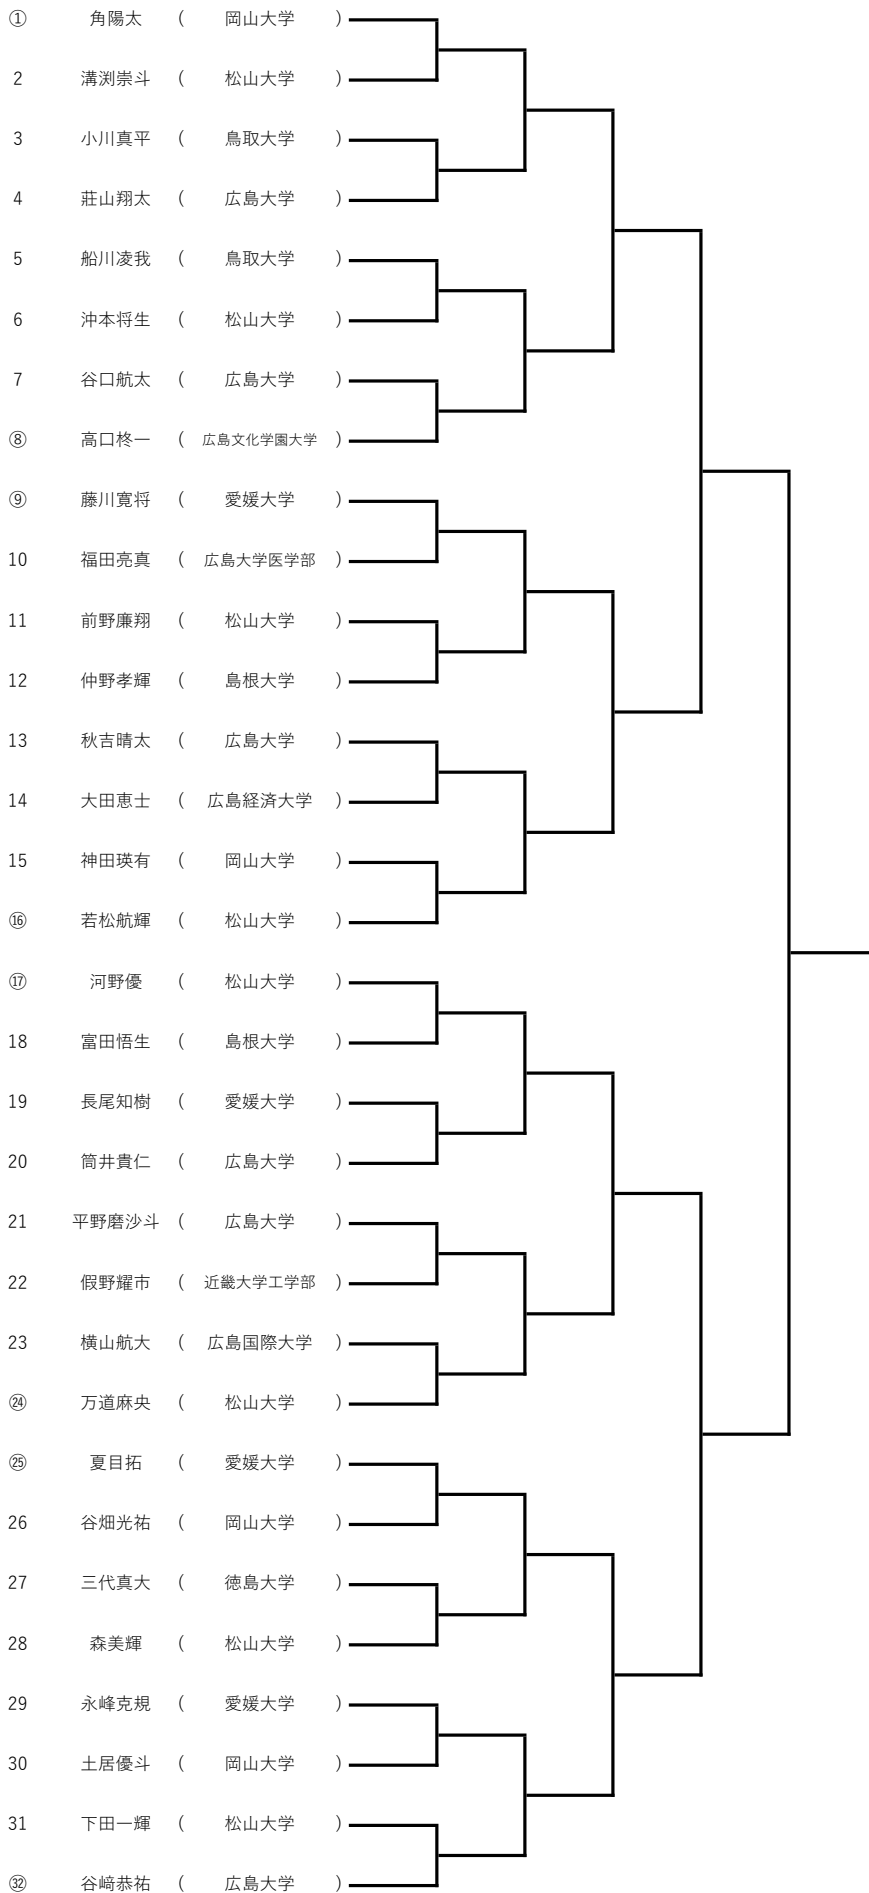 ① 角陽太 ( 岡山大学 )
2 溝渕崇斗 ( 松山大学 )
3 小川真平 ( 鳥取大学 )
4 莊山翔太 ( 広島大学 )
5 船川凌我 ( 鳥取大学 )
6 沖本将生 ( 松山大学 )
7 谷口航太 ( 広島大学 )
⑧ 高口柊一 ( 広島文化学園大学 )
⑨ 藤川寛将 ( 愛媛大学 )
10 福田亮真 ( 広島大学医学部 )
11 前野廉翔 ( 松山大学 )
12 仲野孝輝 ( 島根大学 )
13 秋吉晴太 ( 広島大学 )
14 大田恵士 ( 広島経済大学 )
15 神田瑛有 ( 岡山大学 )
⑯ 若松航輝 ( 松山大学 )
⑰ 河野優 ( 松山大学 )
18 富田悟生 ( 島根大学 )
19 長尾知樹 ( 愛媛大学 )
20 筒井貴仁 ( 広島大学 )
21 平野磨沙斗 ( 広島大学 )
22 假野耀市 ( 近畿大学工学部 )
23 横山航大 ( 広島国際大学 )
㉔ 万道麻央 ( 松山大学 )
㉕ 夏目拓 ( 愛媛大学 )
26 谷畑光祐 ( 岡山大学 )
27 三代真大 ( 徳島大学 )
28 森美輝 ( 松山大学 )
29 永峰克規 ( 愛媛大学 )
30 土居優斗 ( 岡山大学 )
31 下田一輝 ( 松山大学 )
㉜ 谷﨑恭祐 ( 広島大学 )